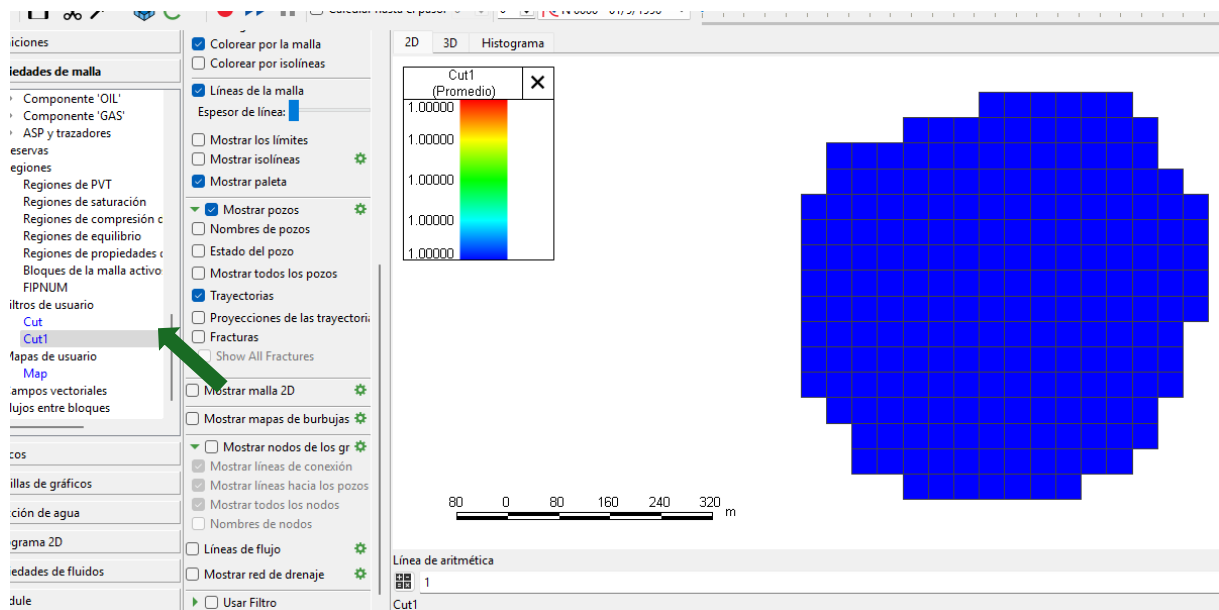 iciones
iedades de malla
Componente 'OIL'
Componente 'GAS'
ASP y trazadores
eservas
egiones
Regiones de PVT
Regiones de saturación
Regiones de compresión c
Regiones de equilibrio
Regiones de propiedades
Bloques de la malla activo
FIPNUM
iltros de usuario
Cut
Cut1
Mapas de usuario
Map
ampos vectoriales
lujos entre bloques
cos
illas de gráficos
ción de agua
grama 2D
iedades de fluidos
dule
Colorear por la malla
Colorear por isolíneas
Líneas de la malla
Espesor de línea:
Mostrar los límites
Mostrar isolíneas
Mostrar paleta
Mostrar pozos
Nombres de pozos
Estado del pozo
Mostrar todos los pozos
Trayectorias
Proyecciones de las trayectori
Fracturas
Show All Fractures
Mostrar malla 2D
Mostrar mapas de burbujas
Mostrar nodos de los gr
Mostrar líneas de conexión
Mostrar líneas hacia los pozos
Mostrar todos los nodos
Nombres de nodos
Líneas de flujo
Mostrar red de drenaje
Usar Filtro
2D 3D Histograma
Cut1
(Promedio)
1.00000
1.00000
1.00000
1.00000
1.00000
80 0 80 160 240 320 m
Línea de aritmética
1
Cut1